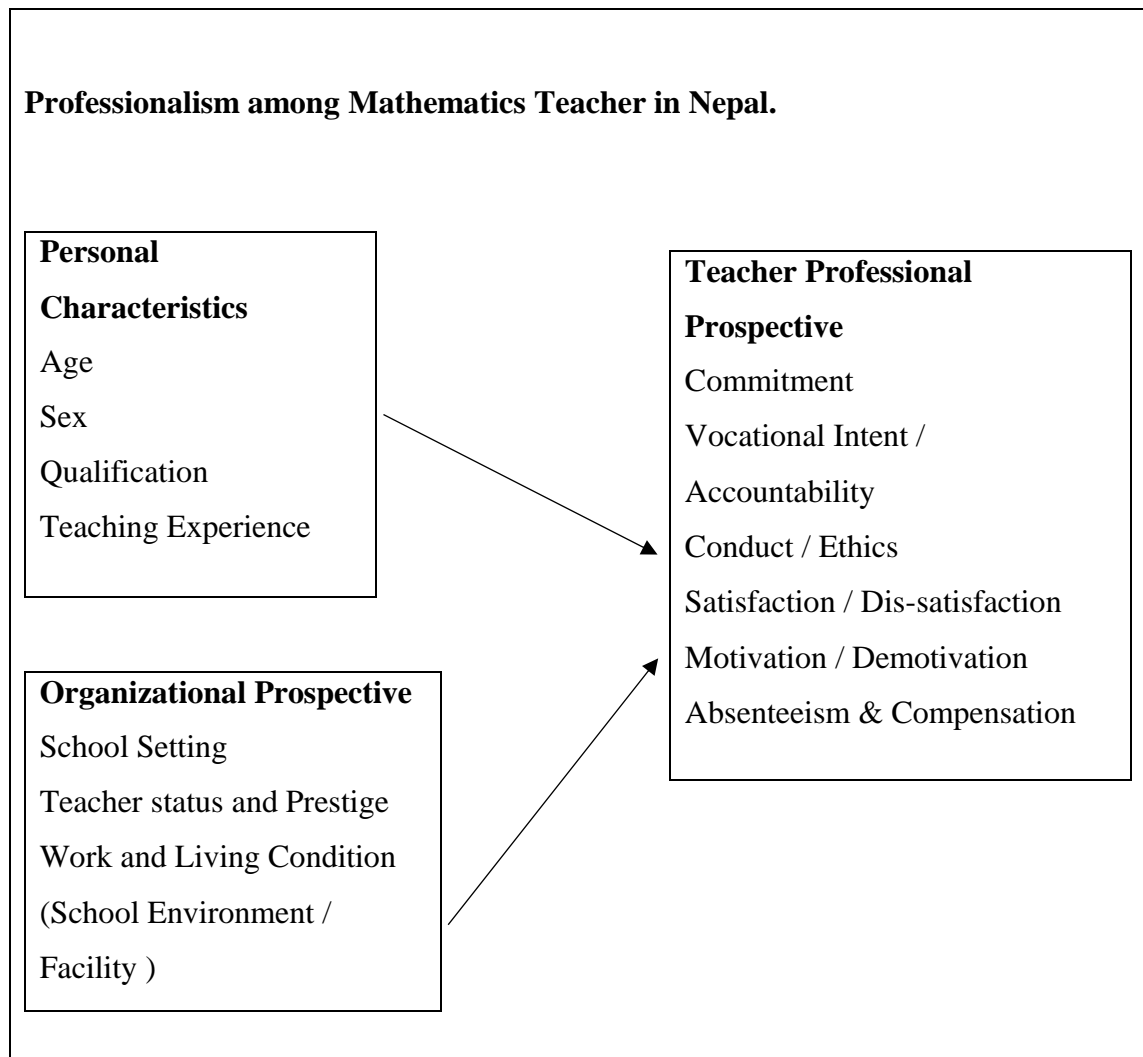 Professionalism among Mathematics Teacher in Nepal.
Personal
Characteristics
Age
Sex
Qualification
Teaching Experience
Organizational Prospective
School Setting
Teacher status and Prestige
Work and Living Condition
(School Environment /
Facility )
Teacher Professional
Prospective
Commitment
Vocational Intent /
Accountability
Conduct / Ethics
Satisfaction / Dis-satisfaction
Motivation / Demotivation
Absenteeism & Compensation